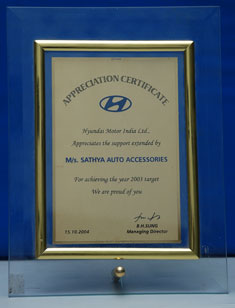 APPRECIATION CERTIFICATE
Hyundai Motor India Ltd.,
Appreciates the support extended by
M/s. SATHYA AUTO ACCESSORIES
For achieving the year 2003 target
We are proud of you
B.H.SUNG
15.10.2004 Managing Director